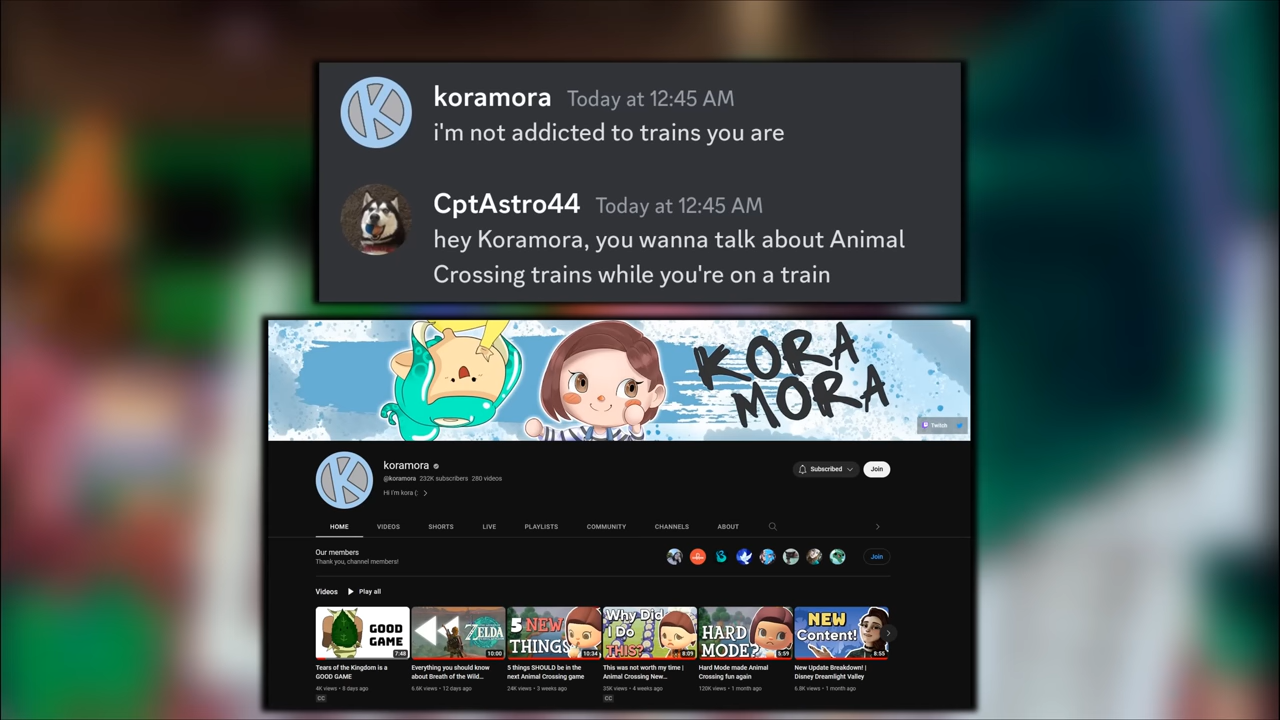 koramora Today at 12:45 AM
i'm not addicted to trains you are
CptAstro44 Today at 12:45 AM
hey Koramora, you wanna talk about Animal
Crossing trains while you're on a train
KORA
MORA
Twitch
koramora
@koramora 232K subscribers 280 videos
Hi I'm kora (:
Subscribed
Join
HOME VIDEOS SHORTS LIVE PLAYLISTS COMMUNITY CHANNELS ABOUT
Our members
Thank you, channel members!
Join
Videos Play all
GOOD
GAME
7:48
ZELDA
10:00
5 NEW
THINGS
10:34
Why Did
I Do
THIS?
8:09
HARD
MODE?
5:59
NEW
Content!
8:55
Tears of the Kingdom is a
GOOD GAME
4K views • 8 days ago
CC
Everything you should know
about Breath of the Wild...
6.6K views • 12 days ago
5 things SHOULD be in the
next Animal Crossing game
24K views • 3 weeks ago
This was not worth my time |
Animal Crossing New...
35K views • 4 weeks ago
CC
Hard Mode made Animal
Crossing fun again
120K views • 1 month ago
New Update Breakdown! |
Disney Dreamlight Valley
6.8K views • 1 month ago